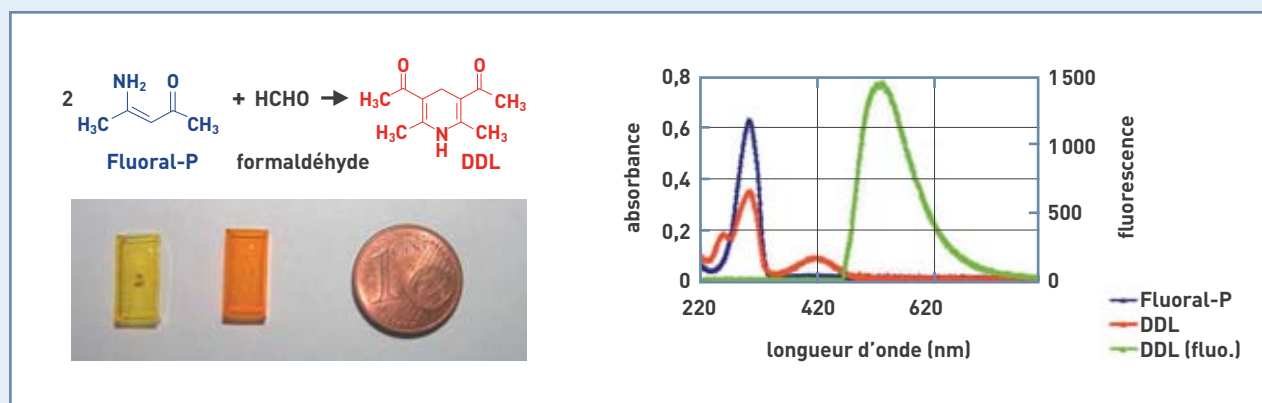 2
NH₂
O
H₃C
CH₃
+ HCHO
O
O
H₃C
CH₃
H₃C
N
H
CH₃
Fluoral-P
formaldéhyde
DDL
1
absorbance
0,8
0,6
0,4
0,2
0
1 500
1 000
500
0
fluorescence
220
420
620
longueur d’onde (nm)
Fluoral-P
DDL
DDL (fluo.)